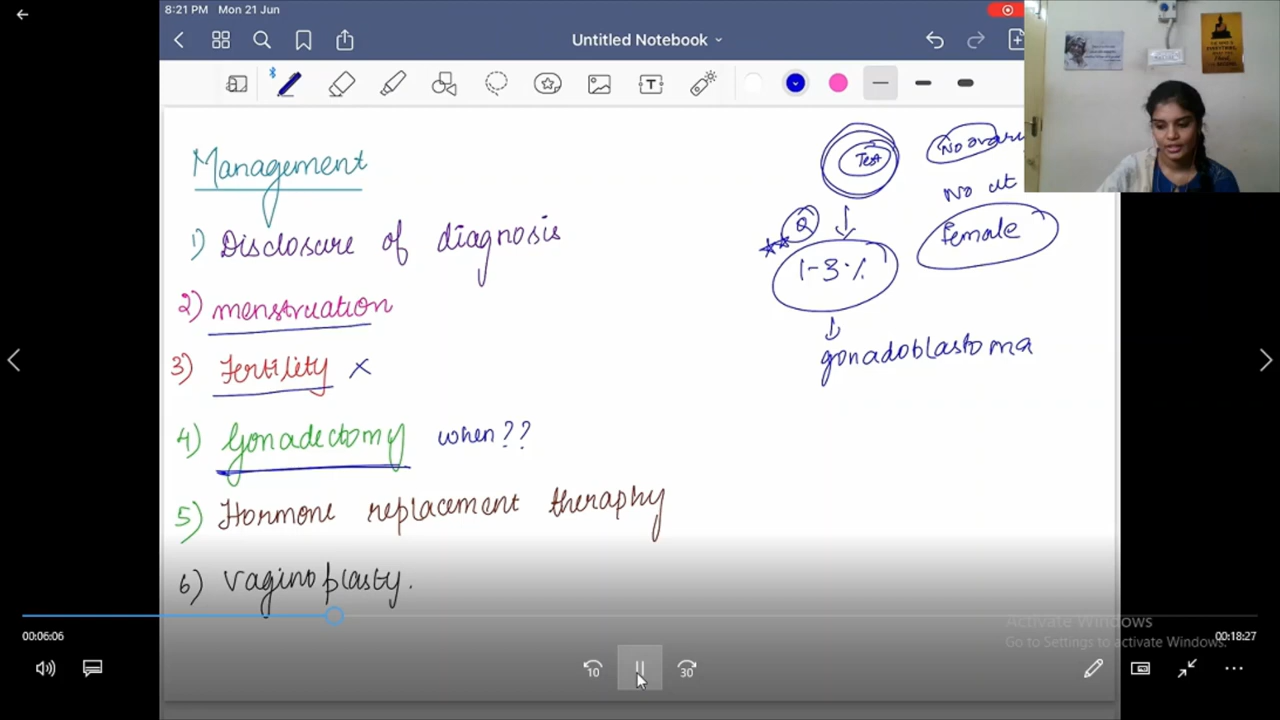 8:21 PM Mon 21 Jun
Untitled Notebook
Management
1) Disclosure of diagnosis
2) menstruation
3) Fertility ×
4) Gonadectomy when??
5) Hormone replacement theraphy
6) vaginoplasty.
Test
No
No ut
Female
Q
1-3%
gonadoblastoma
00:06:06
Activate Windows
Go to Settings to activate Windows.
00:18:27
10
30